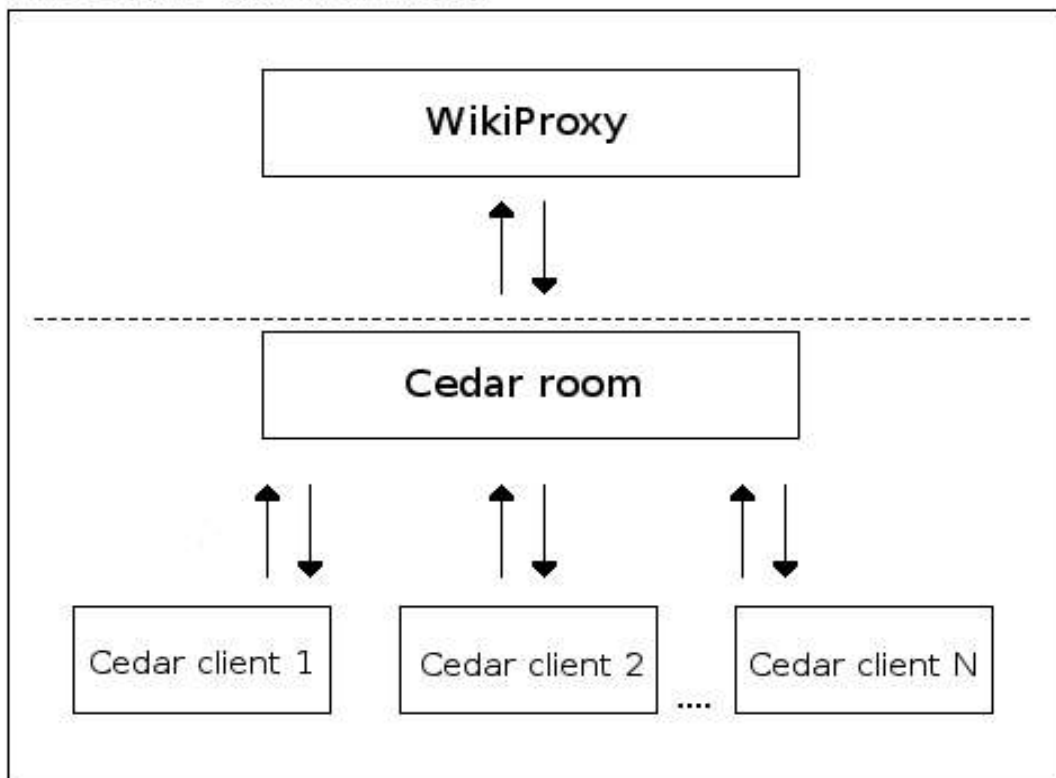 WikiProxy
Cedar room
Cedar client 1
Cedar client 2
....
Cedar client N